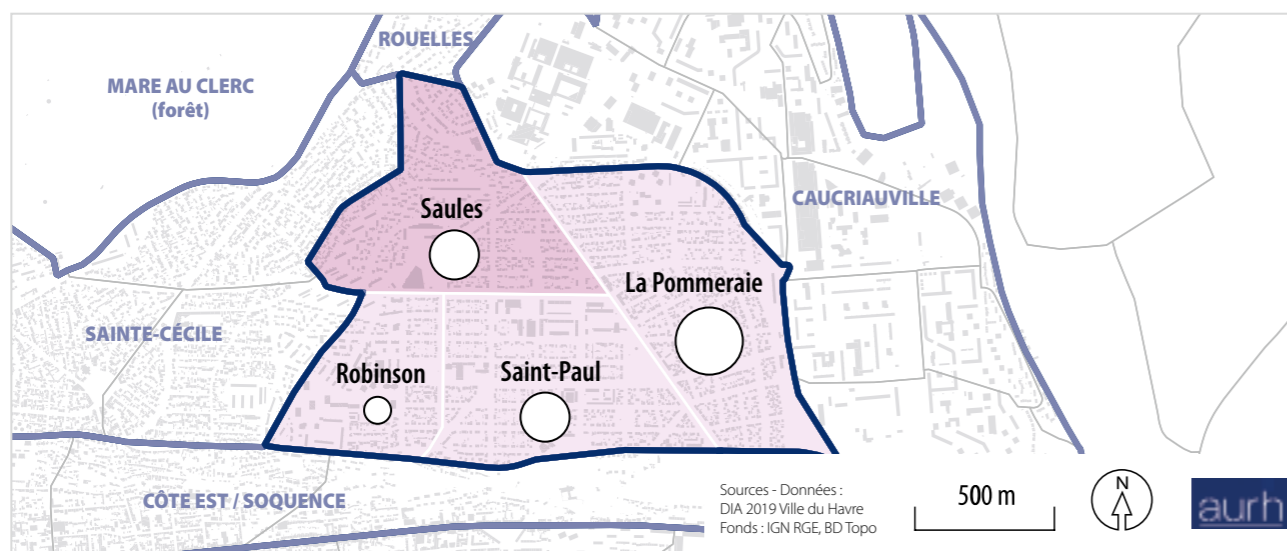 ROUELLES
MARE AU CLERC
(forêt)
CAUCRIAUVILLE
Saules
La Pommeraie
SAINTE-CÉCILE
Robinson
Saint-Paul
CÔTE EST / SOQUENCE
Sources - Données :
DIA 2019 Ville du Havre
Fonds : IGN RGE, BD Topo
500 m
N
aurh